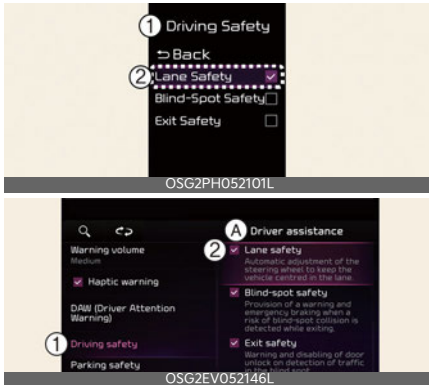 1 Driving Safety
⮌ Back
2 Lane Safety
Blind-Spot Safety
Exit Safety
OSG2PH052101L
A Driver assistance
Warning volume
Medium
Haptic warning
DAW (Driver Attention
Warning)
1 Driving safety
Parking safety
2 Lane safety
Automatic adjustment of the
steering wheel to keep the
vehicle centred in the lane.
Blind-spot safety
Provision of a warning and
emergency braking when a
risk of blind-spot collision is
detected while exiting.
Exit safety
Warning and disabling of door
unlock on detection of traffic
in the blind spot.
OSG2EV052146L